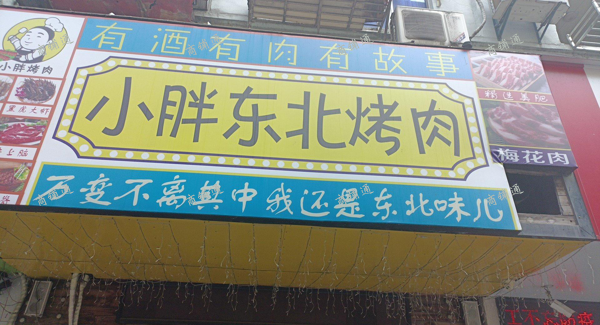 有酒有肉有故事
小胖烤肉
小胖东北烤肉
梅花肉
万变不离其中我还是东北味儿